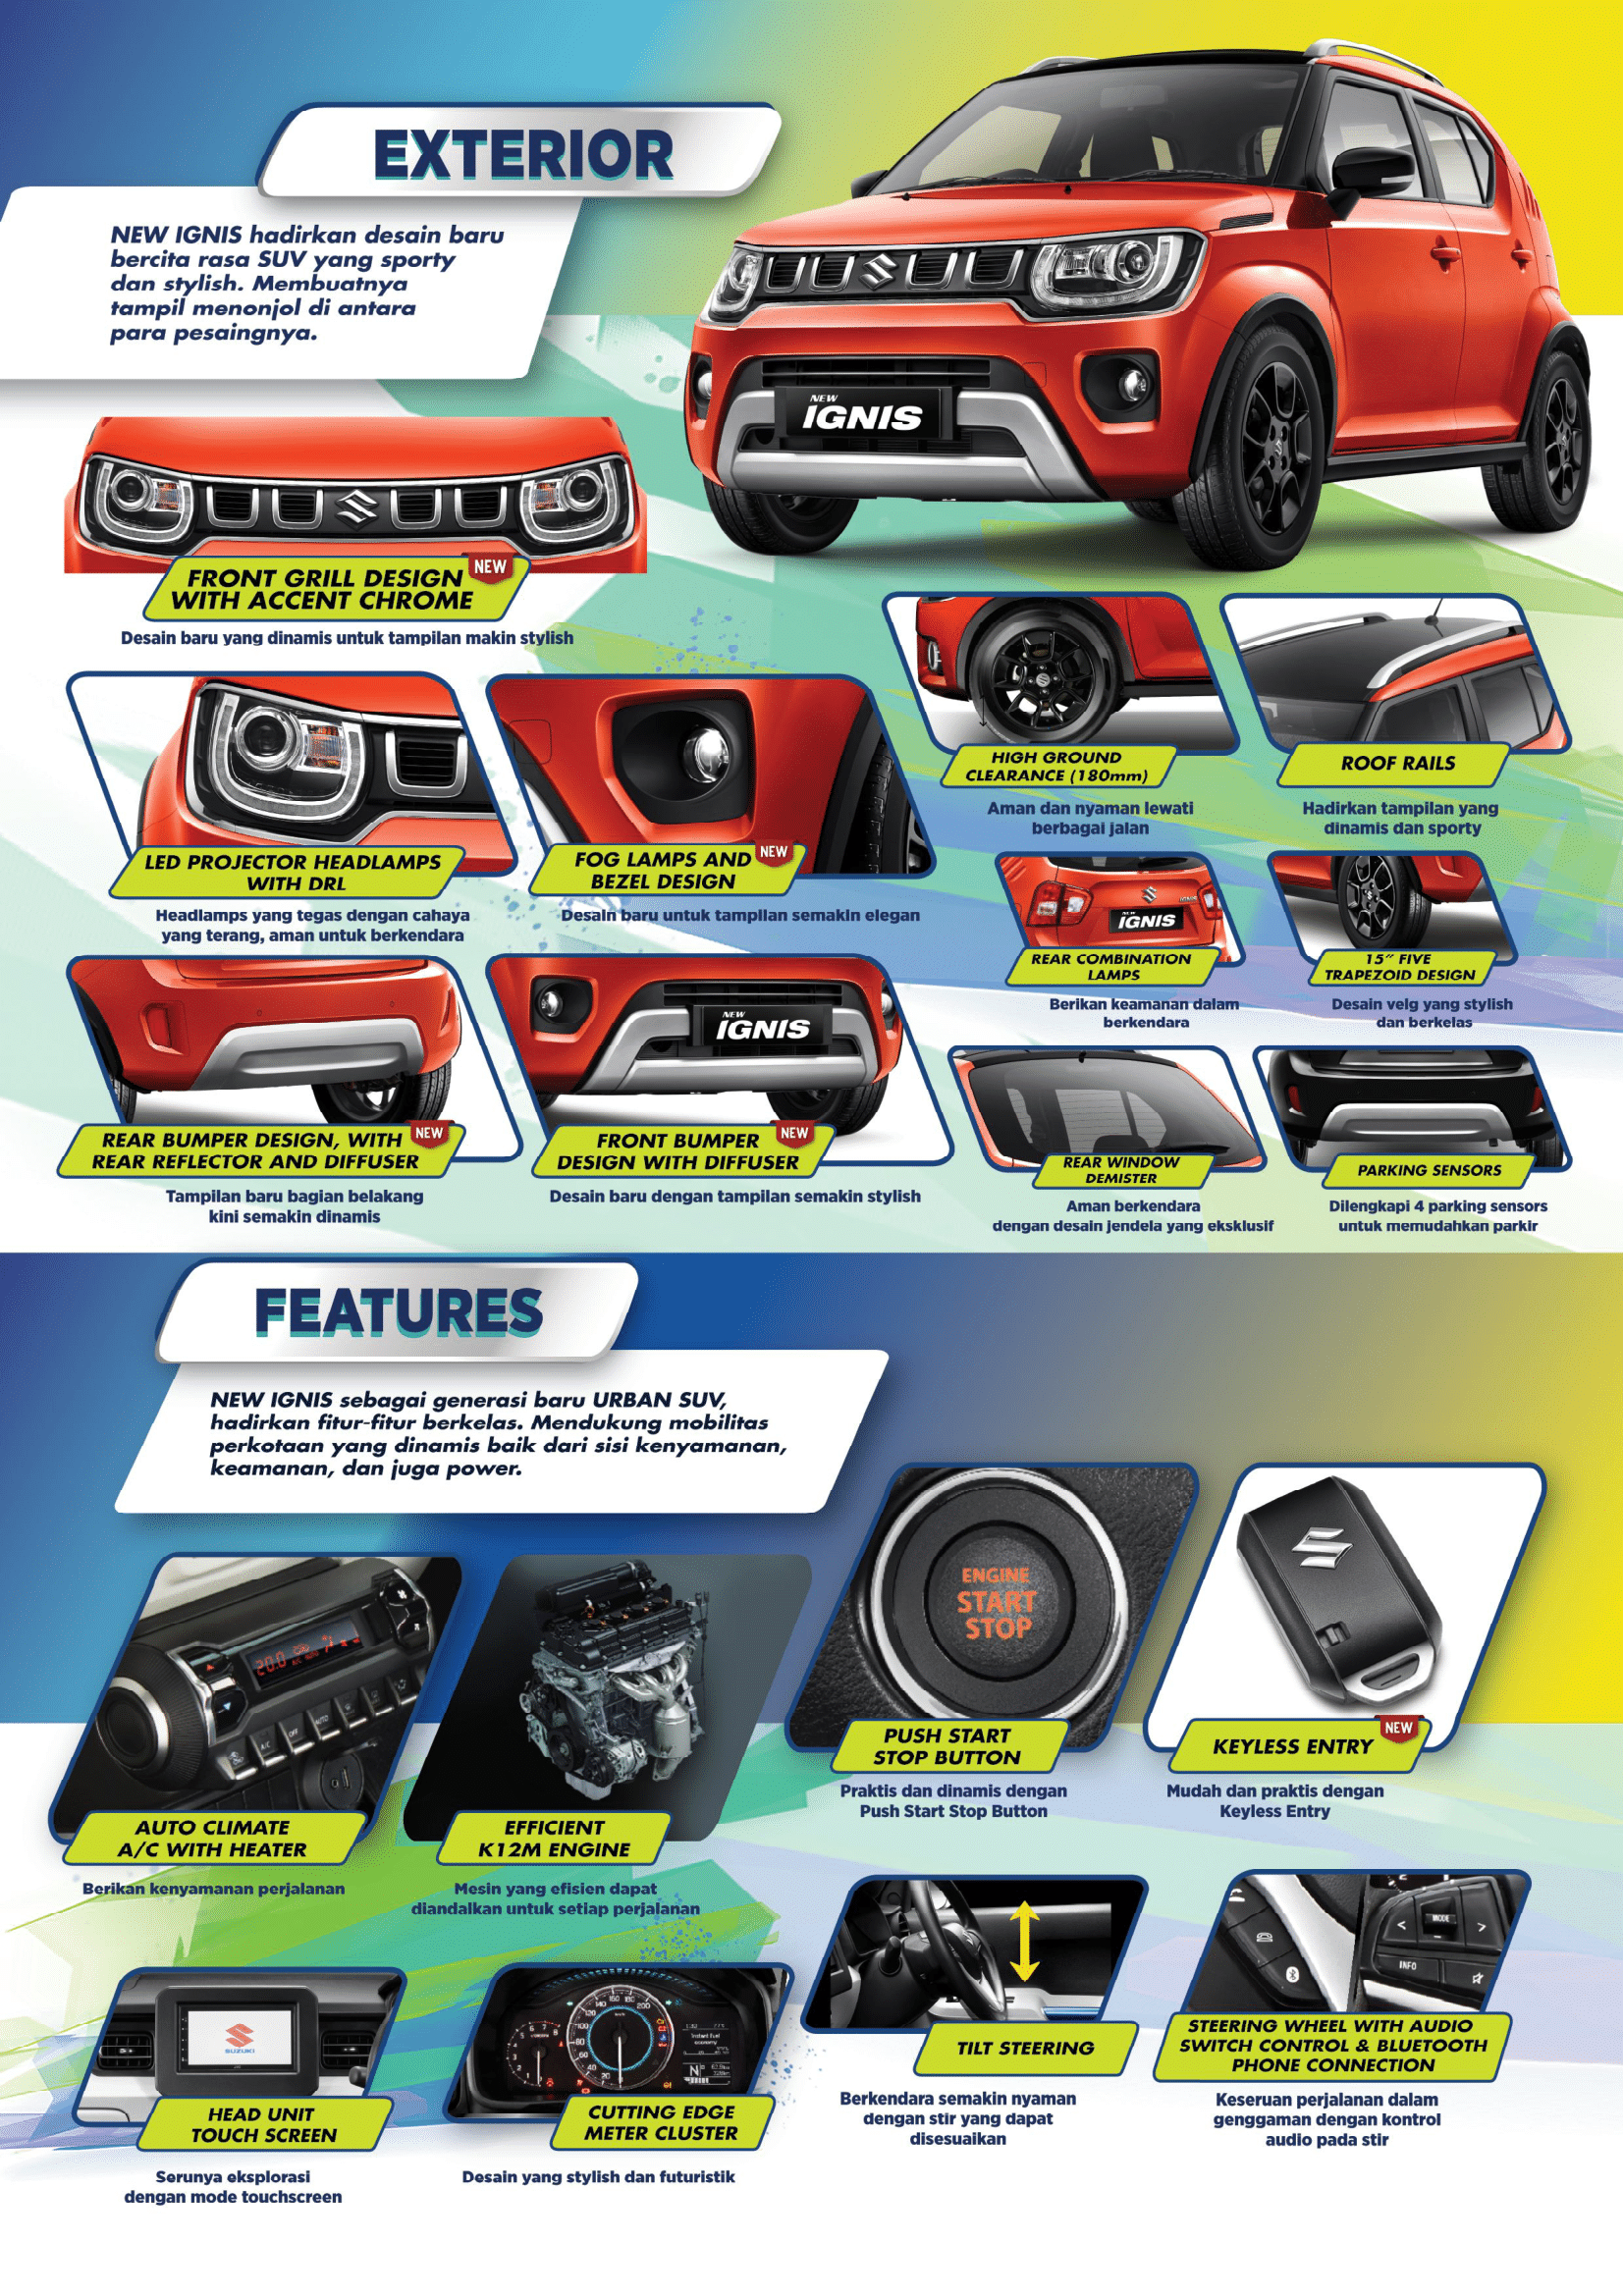 EXTERIOR
NEW IGNIS hadirkan desain baru
bercita rasa SUV yang sporty
dan stylish. Membuatnya
tampil menonjol di antara
para pesaingnya.
NEW
IGNIS
FRONT GRILL DESIGN
WITH ACCENT CHROME
NEW
Desain baru yang dinamis untuk tampilan makin stylish
LED PROJECTOR HEADLAMPS
WITH DRL
Headlamps yang tegas dengan cahaya
yang terang, aman untuk berkendara
FOG LAMPS AND
BEZEL DESIGN
NEW
Desain baru untuk tampilan semakin elegan
HIGH GROUND
CLEARANCE (180mm)
Aman dan nyaman lewati
berbagai jalan
ROOF RAILS
Hadirkan tampilan yang
dinamis dan sporty
NEW
IGNIS
REAR COMBINATION
LAMPS
Berikan keamanan dalam
berkendara
15" FIVE
TRAPEZOID DESIGN
Desain velg yang stylish
dan berkelas
REAR BUMPER DESIGN, WITH
REAR REFLECTOR AND DIFFUSER
NEW
Tampilan baru bagian belakang
kini semakin dinamis
NEW
IGNIS
FRONT BUMPER
DESIGN WITH DIFFUSER
NEW
Desain baru dengan tampilan semakin stylish
REAR WINDOW
DEMISTER
Aman berkendara
dengan desain jendela yang eksklusif
PARKING SENSORS
Dilengkapi 4 parking sensors
untuk memudahkan parkir
FEATURES
NEW IGNIS sebagai generasi baru URBAN SUV,
hadirkan fitur-fitur berkelas. Mendukung mobilitas
perkotaan yang dinamis baik dari sisi kenyamanan,
keamanan, dan juga power.
20.0
A/C
OFF
AUTO
AUTO CLIMATE
A/C WITH HEATER
Berikan kenyamanan perjalanan
EFFICIENT
K12M ENGINE
Mesin yang efisien dapat
diandalkan untuk setiap perjalanan
ENGINE
START
STOP
PUSH START
STOP BUTTON
Praktis dan dinamis dengan
Push Start Stop Button
KEYLESS ENTRY
NEW
Mudah dan praktis dengan
Keyless Entry
SUZUKI
HEAD UNIT
TOUCH SCREEN
Serunya eksplorasi
dengan mode touchscreen
Instant Fuel
economy
N
CUTTING EDGE
METER CLUSTER
Desain yang stylish dan futuristik
TILT STEERING
Berkendara semakin nyaman
dengan stir yang dapat
disesuaikan
MODE
INFO
STEERING WHEEL WITH AUDIO
SWITCH CONTROL & BLUETOOTH
PHONE CONNECTION
Keseruan perjalanan dalam
genggaman dengan kontrol
audio pada stir